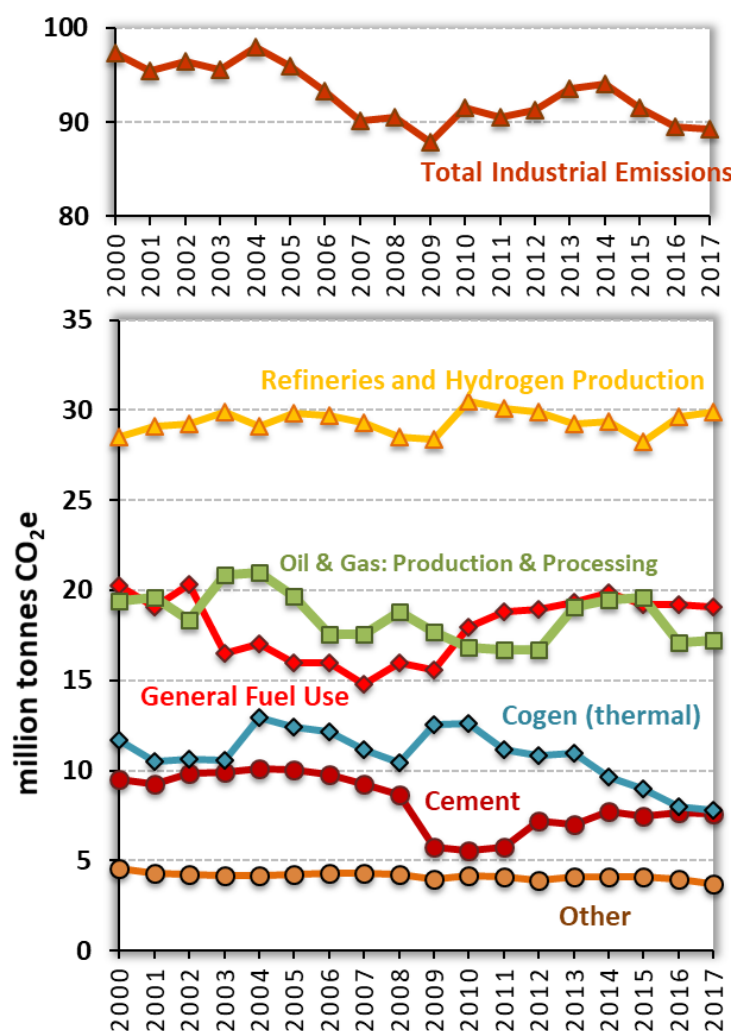 100
90
80
Total Industrial Emissions
2000 2001 2002 2003 2004 2005 2006 2007 2008 2009 2010 2011 2012 2013 2014 2015 2016 2017
million tonnes CO₂e
35
30
25
20
15
10
5
0
Refineries and Hydrogen Production
Oil & Gas: Production & Processing
General Fuel Use
Cogen (thermal)
Cement
Other
2000 2001 2002 2003 2004 2005 2006 2007 2008 2009 2010 2011 2012 2013 2014 2015 2016 2017